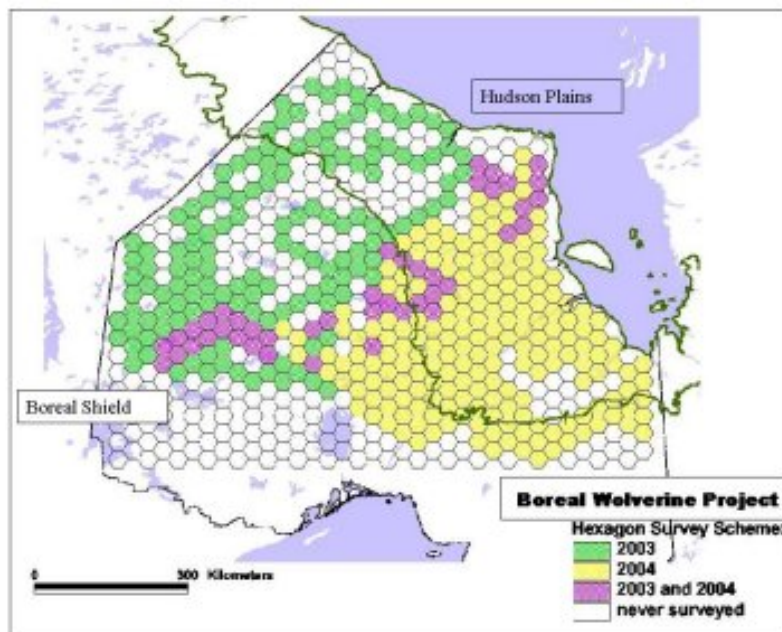 Hudson Plains
Boreal Shield
Boreal Wolverine Project
Hexagon Survey Scheme:
2003
2004
2003 and 2004
never surveyed
0 300 Kilometers